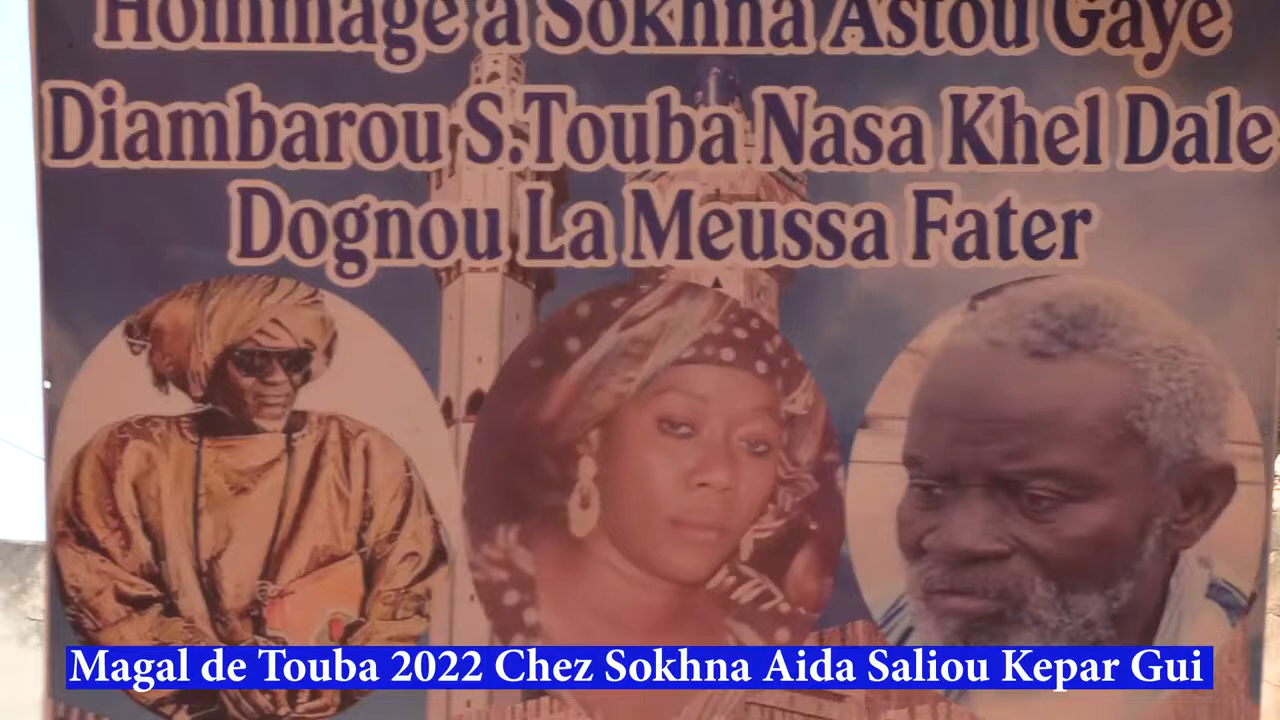 Hommage à Sokhna Astou Gaye
Diambarou S.Touba Nasa Khel Dale
Dognou La Meussa Fater
Magal de Touba 2022 Chez Sokhna Aida Saliou Kepar Gui